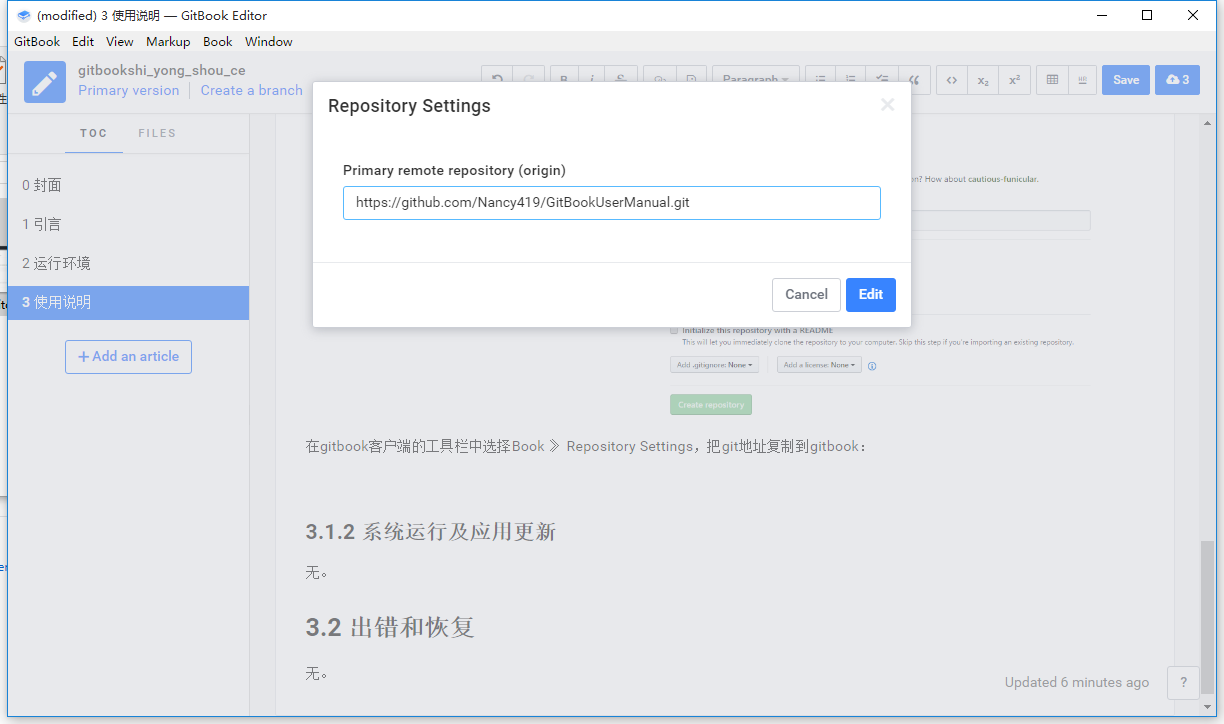 (modified) 3 使用说明 — GitBook Editor
GitBook Edit View Markup Book Window
gitbookshi_yong_shou_ce
Primary version Create a branch
Paragraph
Save
3
TOC FILES
0 封面
1 引言
2 运行环境
3 使用说明
+ Add an article
Repository Settings
Primary remote repository (origin)
https://github.com/Nancy419/GitBookUserManual.git
Cancel Edit
n? How about cautious-funicular.
Initialize this repository with a README
This will let you immediately clone the repository to your computer. Skip this step if you're importing an existing repository.
Add .gitignore: None Add a license: None
Create repository
在gitbook客户端的工具栏中选择Book 》 Repository Settings，把git地址复制到gitbook：
3.1.2 系统运行及应用更新
无。
3.2 出错和恢复
无。
Updated 6 minutes ago ?